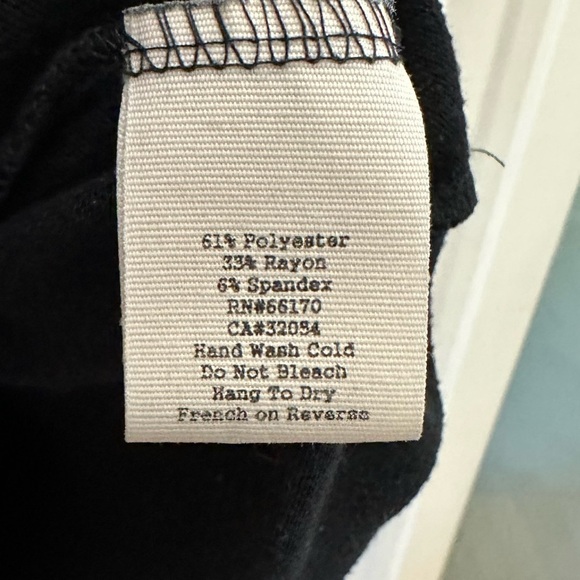 61% Polyester
33% Rayon
6% Spandex
RN#66170
CA#32054
Hand Wash Cold
Do Not Bleach
Hang To Dry
French on Reverse